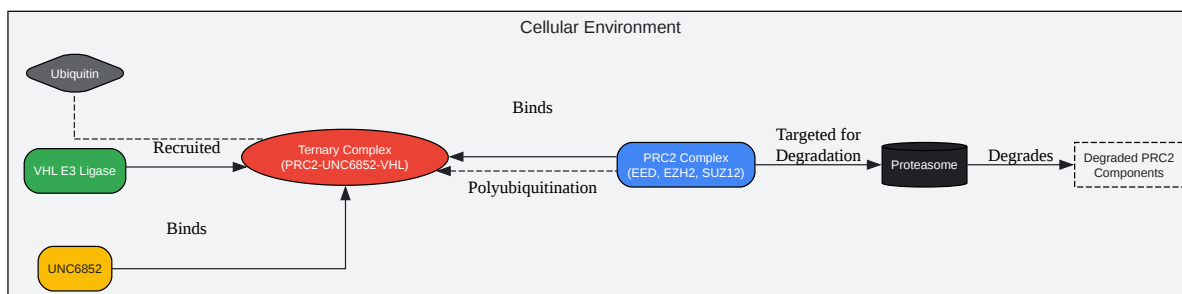 Cellular Environment
Ubiquitin
Binds
Recruited
Ternary Complex
(PRC2-UNC6852-VHL)
Targeted for
Degradation
VHL E3 Ligase
PRC2 Complex
(EED, EZH2, SUZ12)
Proteasome
Degrades
Degraded PRC2
Components
Polyubiquitination
Binds
UNC6852